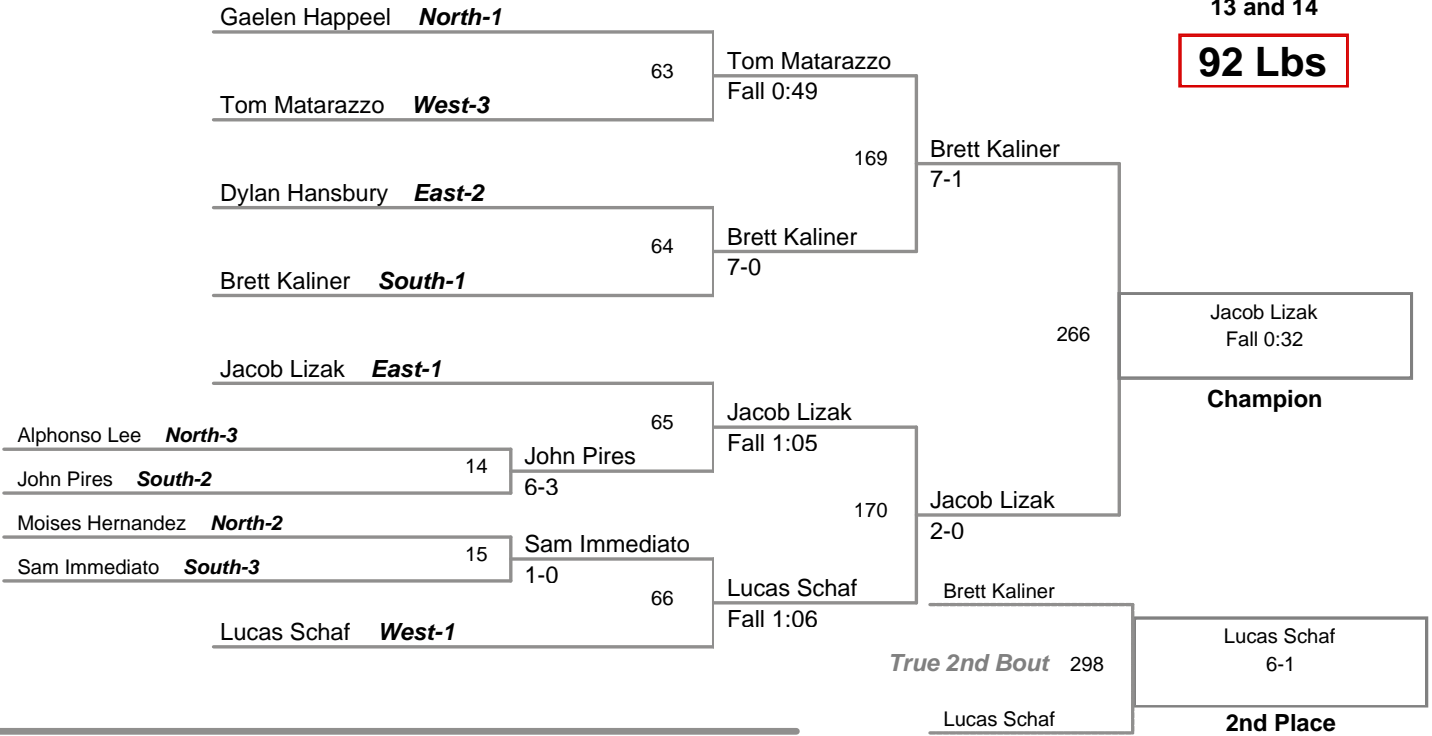 13 and 14
92 Lbs
Gaelen Happeel North-1
63
Tom Matarazzo West-3
Tom Matarazzo
Fall 0:49
169
Dylan Hansbury East-2
64
Brett Kaliner South-1
Brett Kaliner
7-0
Brett Kaliner
7-1
266
Jacob Lizak East-1
65
Alphonso Lee North-3
14
John Pires South-2
John Pires
6-3
Jacob Lizak
Fall 1:05
170
Moises Hernandez North-2
15
Sam Immediato South-3
Sam Immediato
1-0
66
Lucas Schaf West-1
Lucas Schaf
Fall 1:06
Jacob Lizak
2-0
Jacob Lizak
Fall 0:32
Champion
Brett Kaliner
True 2nd Bout 298
Lucas Schaf
Lucas Schaf
6-1
2nd Place